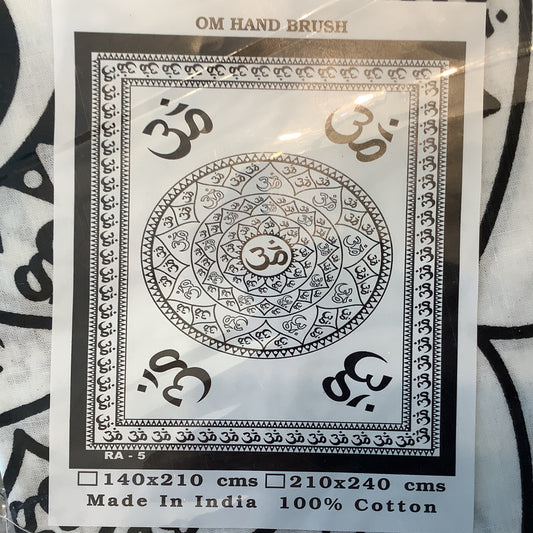 OM HAND BRUSH
ॐ
RA - 5
140x210 cms 210x240 cms
Made In India 100% Cotton